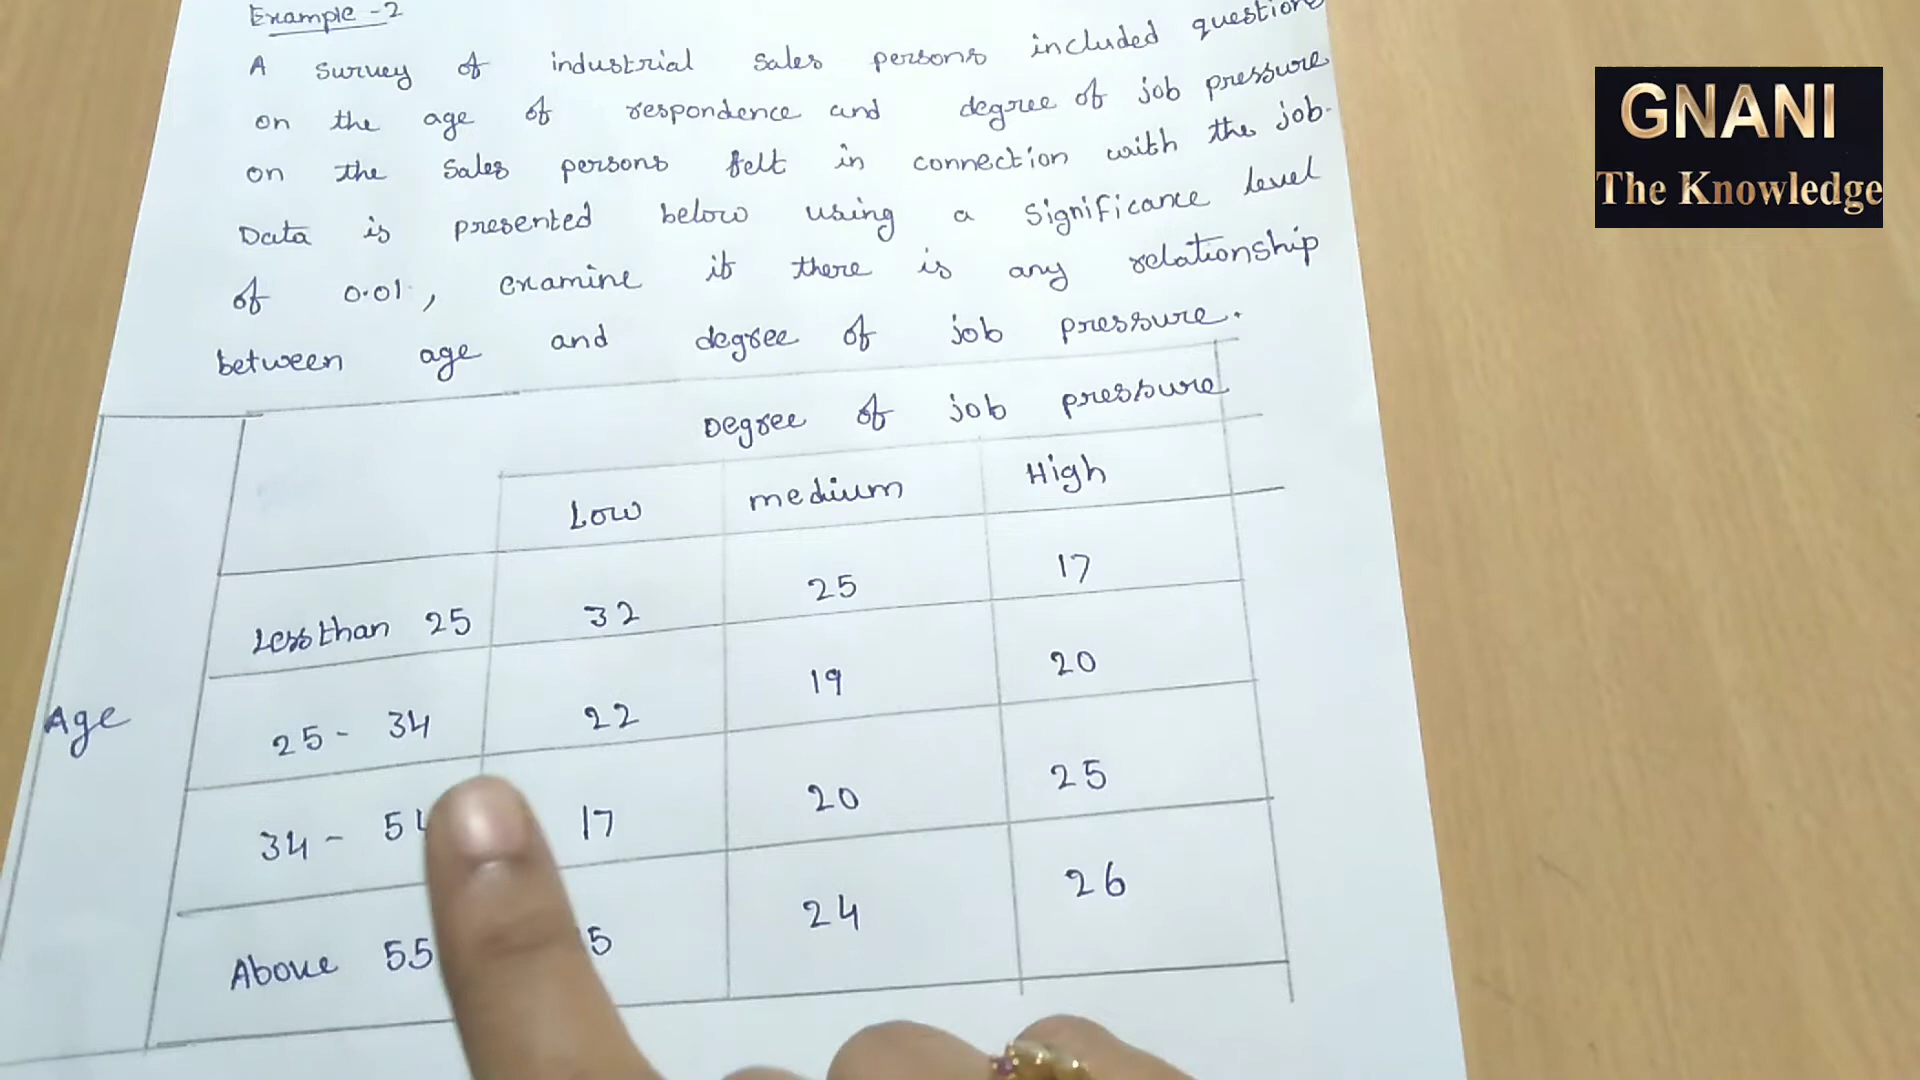 Example - 2
A survey of industrial sales persons included question
on the age of respondence and degree of job pressure
on the sales persons felt in connection with the job.
Data is presented below using a significance level
of 0.01, examine if there is any relationship
between age and degree of job pressure.
Degree of job pressure
Low medium High
Less than 25 32 25 17
25 - 34 22 19 20
Age
34 - 54 17 20 25
Above 55 24 26
GNANI
The Knowledge